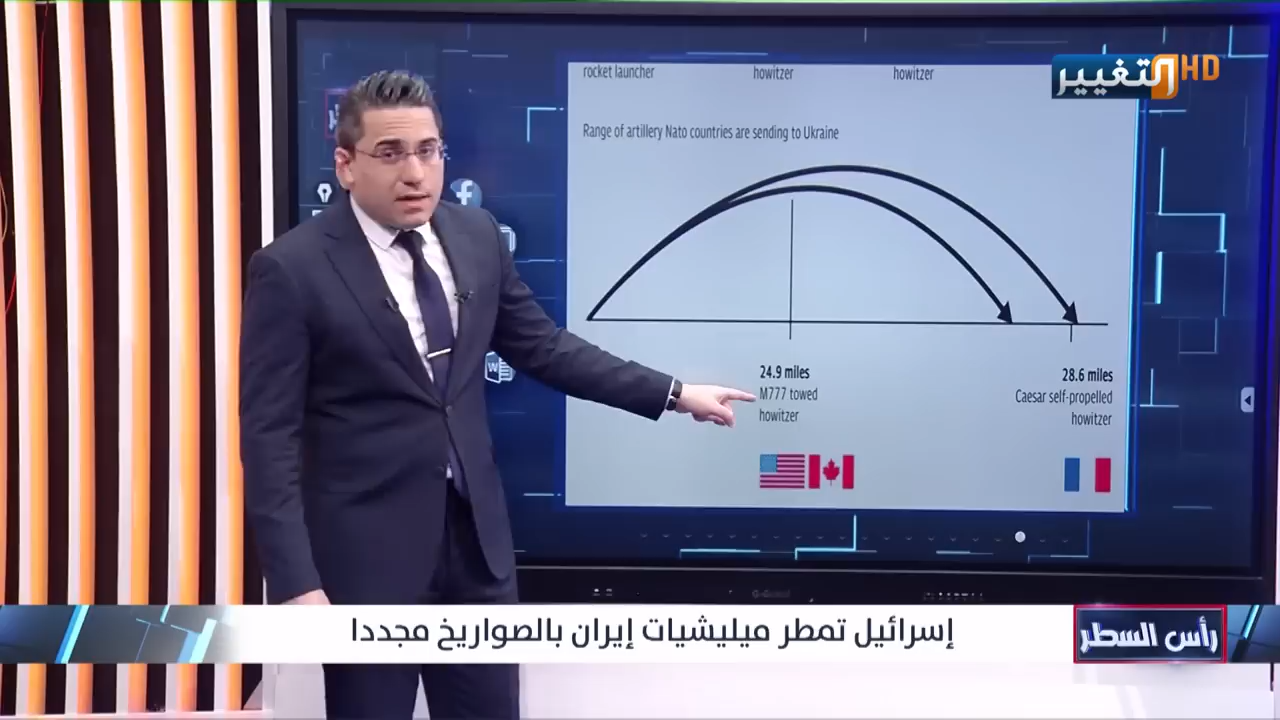 rocket launcher
howitzer
howitzer
التغيير HD
Range of artillery Nato countries are sending to Ukraine
24.9 miles
M777 towed
howitzer
28.6 miles
Caesar self-propelled
howitzer
إسرائيل تمطر ميليشيات إيران بالصواريخ مجددا
رأس السطر